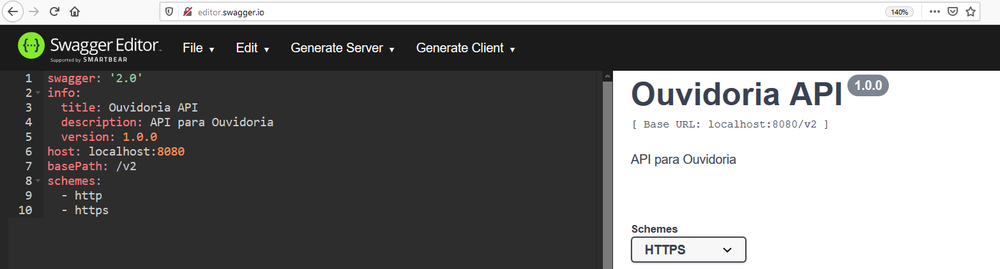 editor.swagger.io 140%
Swagger Editor™ File ▾ Edit ▾ Generate Server ▾ Generate Client ▾
Supported by SMARTBEAR
1 swagger: '2.0'
2 info:
3 title: Ouvidoria API
4 description: API para Ouvidoria
5 version: 1.0.0
6 host: localhost:8080
7 basePath: /v2
8 schemes:
9 - http
10 - https
Ouvidoria API 1.0.0
[ Base URL: localhost:8080/v2 ]
API para Ouvidoria
Schemes
HTTPS